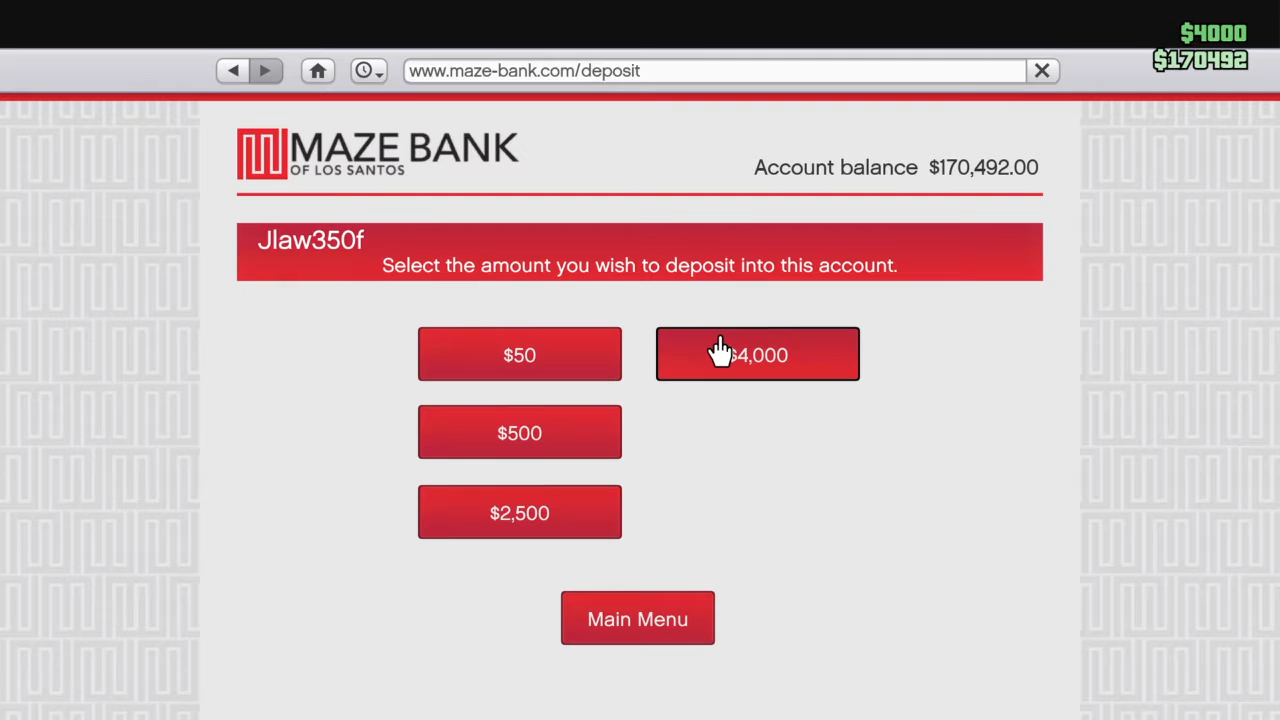 $4000
$170492
www.maze-bank.com/deposit
MAZE BANK
OF LOS SANTOS
Account balance $170,492.00
Jlaw350f
Select the amount you wish to deposit into this account.
$50
$4,000
$500
$2,500
Main Menu